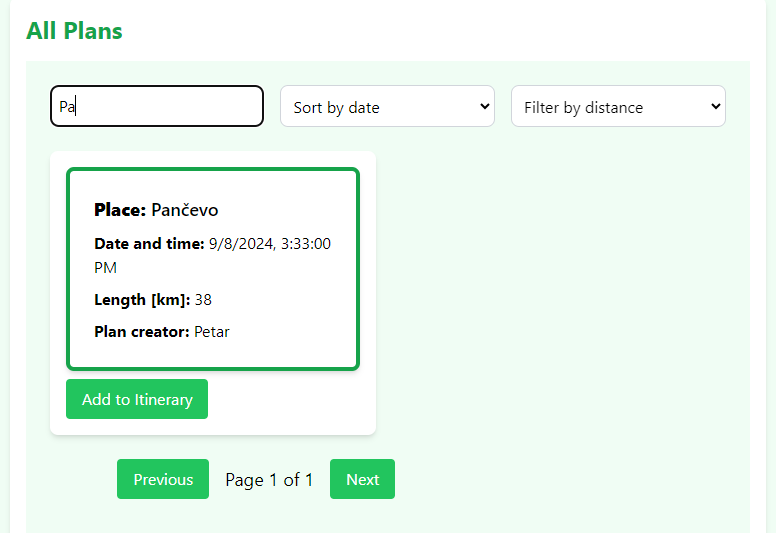 All Plans
Pa
Sort by date
Filter by distance
Place: Pančevo
Date and time: 9/8/2024, 3:33:00
PM
Length [km]: 38
Plan creator: Petar
Add to Itinerary
Previous
Page 1 of 1
Next